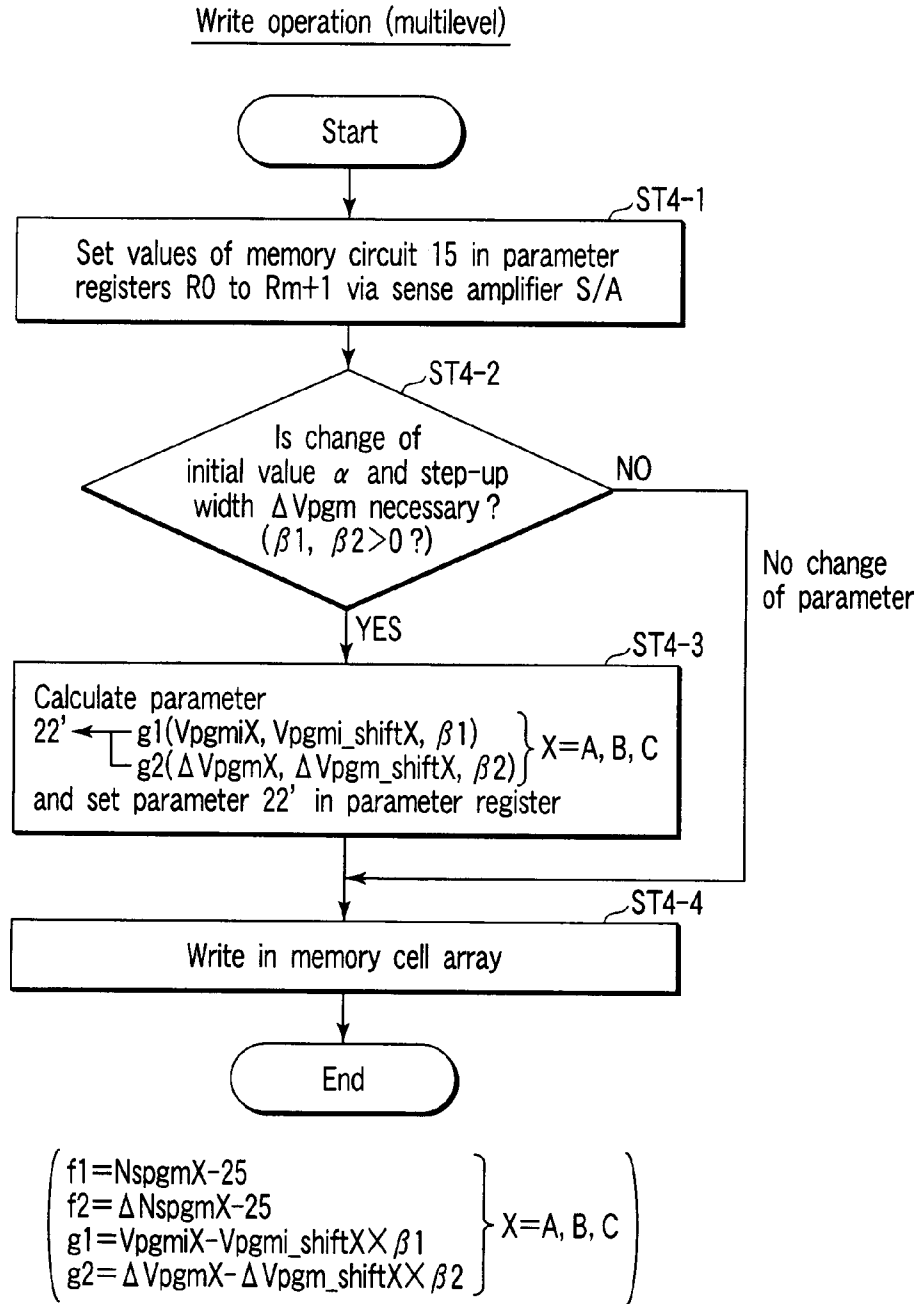 Write operation (multilevel)
Start
ST4-1
Set values of memory circuit 15 in parameter
registers R0 to Rm+1 via sense amplifier S/A
ST4-2
Is change of
initial value α and step-up
width ΔVpgm necessary?
(β1, β2>0?)
NO
No change
of parameter
YES
ST4-3
Calculate parameter
22' g1(VpgmiX, Vpgmi_shiftX, β1)
g2(ΔVpgmX, ΔVpgm_shiftX, β2)
X=A, B, C
and set parameter 22' in parameter register
ST4-4
Write in memory cell array
End
f1=NspgmX-25
f2=ΔNspgmX-25
g1=VpgmiX-Vpgmi_shiftX×β1
g2=ΔVpgmX-ΔVpgm_shiftX×β2
X=A, B, C